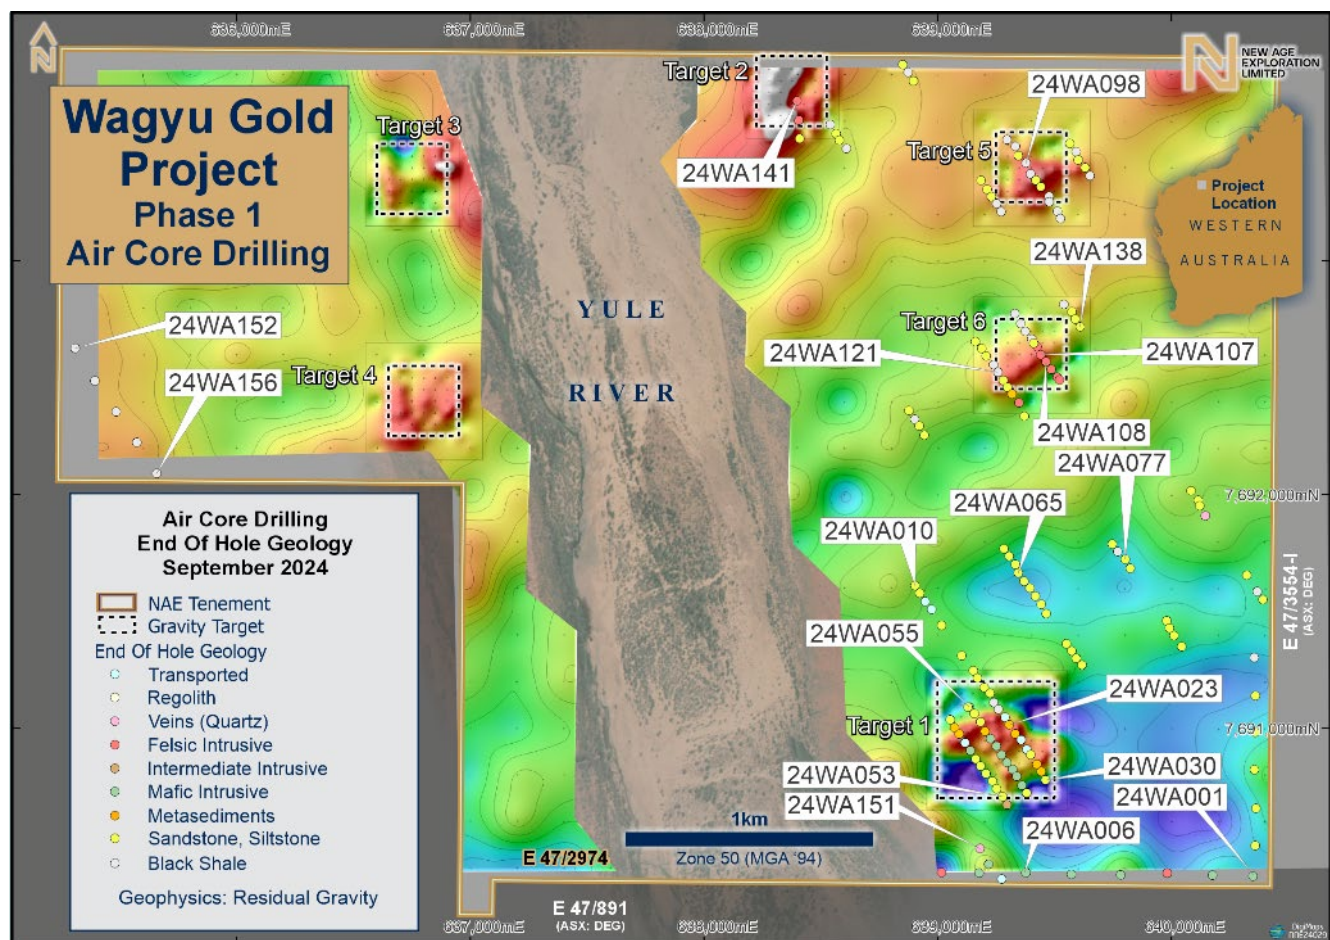 636,000mE
637,000mE
638,000mE
639,000mE
N
NEW AGE
EXPLORATION
LIMITED
Wagyu Gold
Project
Phase 1
Air Core Drilling
Target 3
Target 2
24WA141
Target 5
24WA098
Project
Location
WESTERN
AUSTRALIA
24WA138
YULE
RIVER
24WA152
24WA156
Target 4
Target 6
24WA121
24WA107
24WA108
24WA077
24WA065
24WA010
7,692,000mN
E 47/3554-I
(ASX: DEG)
24WA055
24WA023
Target 1
7,691,000mN
24WA053
24WA030
24WA151
24WA001
24WA006
Air Core Drilling
End Of Hole Geology
September 2024
NAE Tenement
Gravity Target
End Of Hole Geology
Transported
Regolith
Veins (Quartz)
Felsic Intrusive
Intermediate Intrusive
Mafic Intrusive
Metasediments
Sandstone, Siltstone
Black Shale
Geophysics: Residual Gravity
1km
Zone 50 (MGA '94)
E 47/2974
E 47/891
(ASX: DEG)
637,000mE
638,000mE
639,000mE
640,000mE
DigiMaps